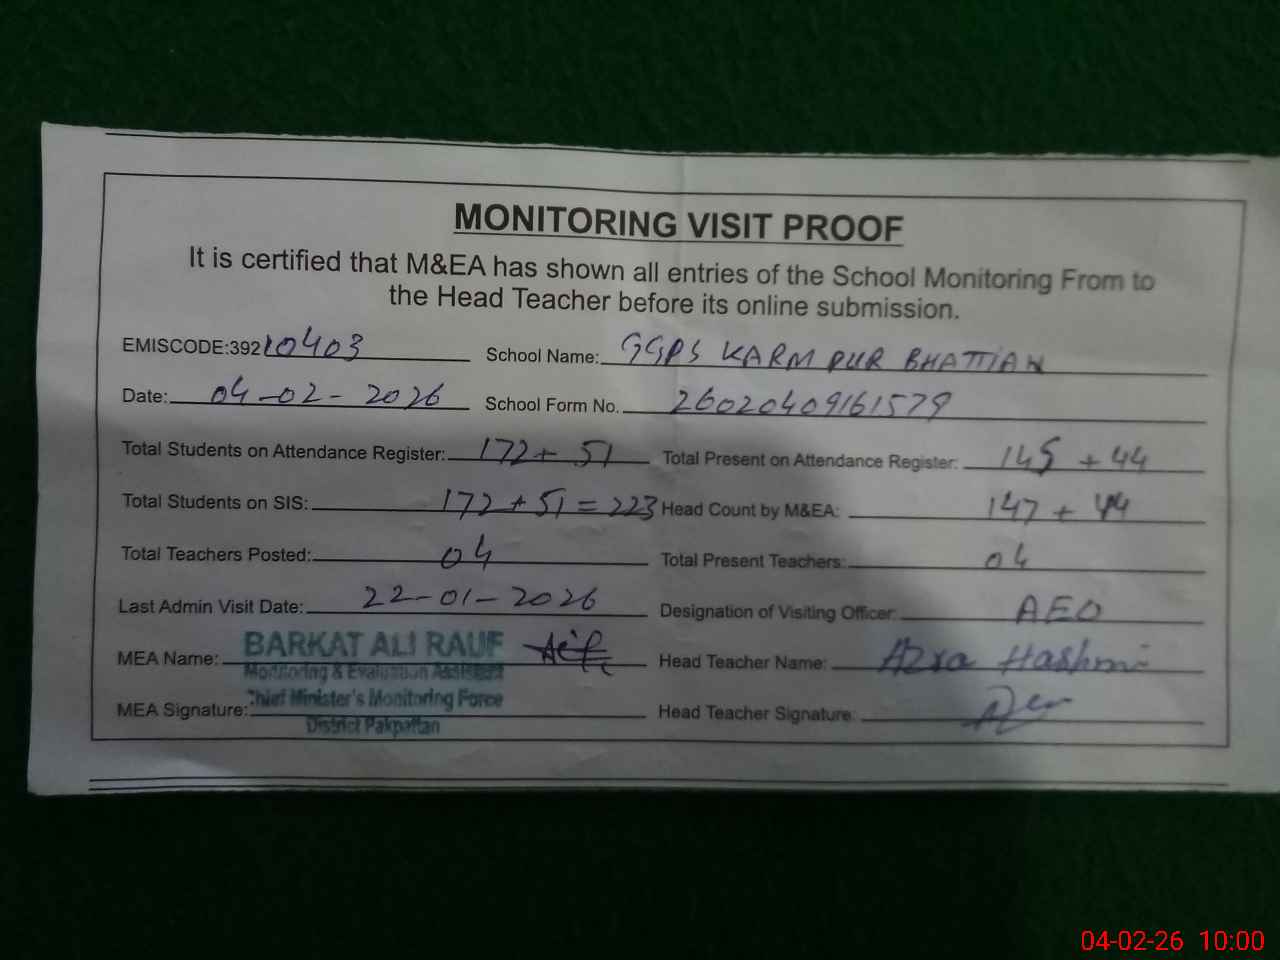 MONITORING VISIT PROOF
It is certified that M&EA has shown all entries of the School Monitoring From to
the Head Teacher before its online submission.
EMISCODE:39210403 School Name: GGPS KARM PUR BHATTIAN
Date: 04-02-2026 School Form No. 26020409161579
Total Students on Attendance Register: 172 + 51 Total Present on Attendance Register: 145 + 44
Total Students on SIS: 172 + 51 = 223 Head Count by M&EA: 147 + 44
Total Teachers Posted: 04 Total Present Teachers: 04
Last Admin Visit Date: 22-01-2026 Designation of Visiting Officer: AEO
MEA Name: BARKAT ALI RAUF Head Teacher Name: Azra Hashmi
Monitoring & Evaluation Assistant
Chief Minister's Monitoring Force
MEA Signature: Head Teacher Signature:
District Pakpattan
04-02-26 10:00